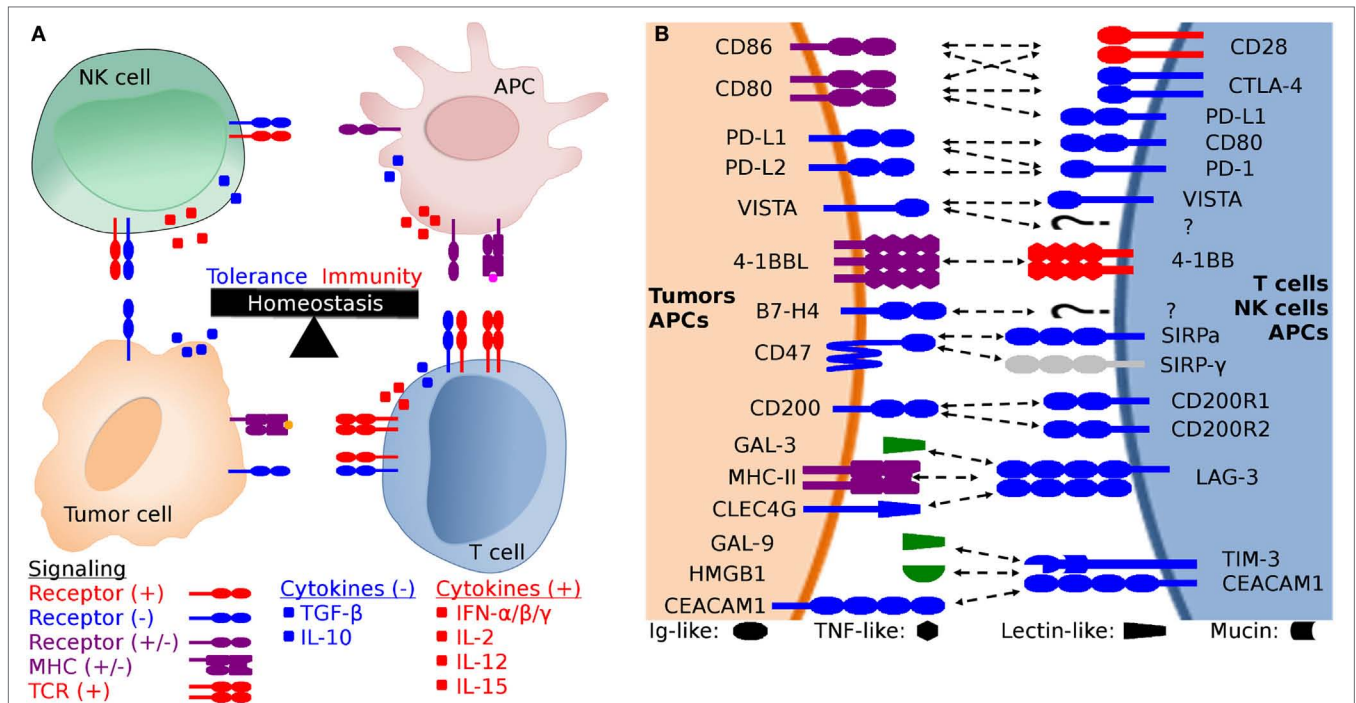 A
NK cell
APC
Tolerance Immunity
Homeostasis
Tumor cell
T cell
Signaling
Receptor (+)
Receptor (-)
Receptor (+/-)
MHC (+/-)
TCR (+)
Cytokines (-)
TGF-β
IL-10
Cytokines (+)
IFN-α/β/γ
IL-2
IL-12
IL-15
B
CD86
CD80
PD-L1
PD-L2
VISTA
4-1BBL
Tumors
APCs
B7-H4
CD47
CD200
GAL-3
MHC-II
CLEC4G
GAL-9
HMGB1
CEACAM1
CD28
CTLA-4
PD-L1
CD80
PD-1
VISTA
?
4-1BB
T cells
NK cells
APCs
?
SIRPa
SIRP-γ
CD200R1
CD200R2
LAG-3
TIM-3
CEACAM1
Ig-like: TNF-like: Lectin-like: Mucin: